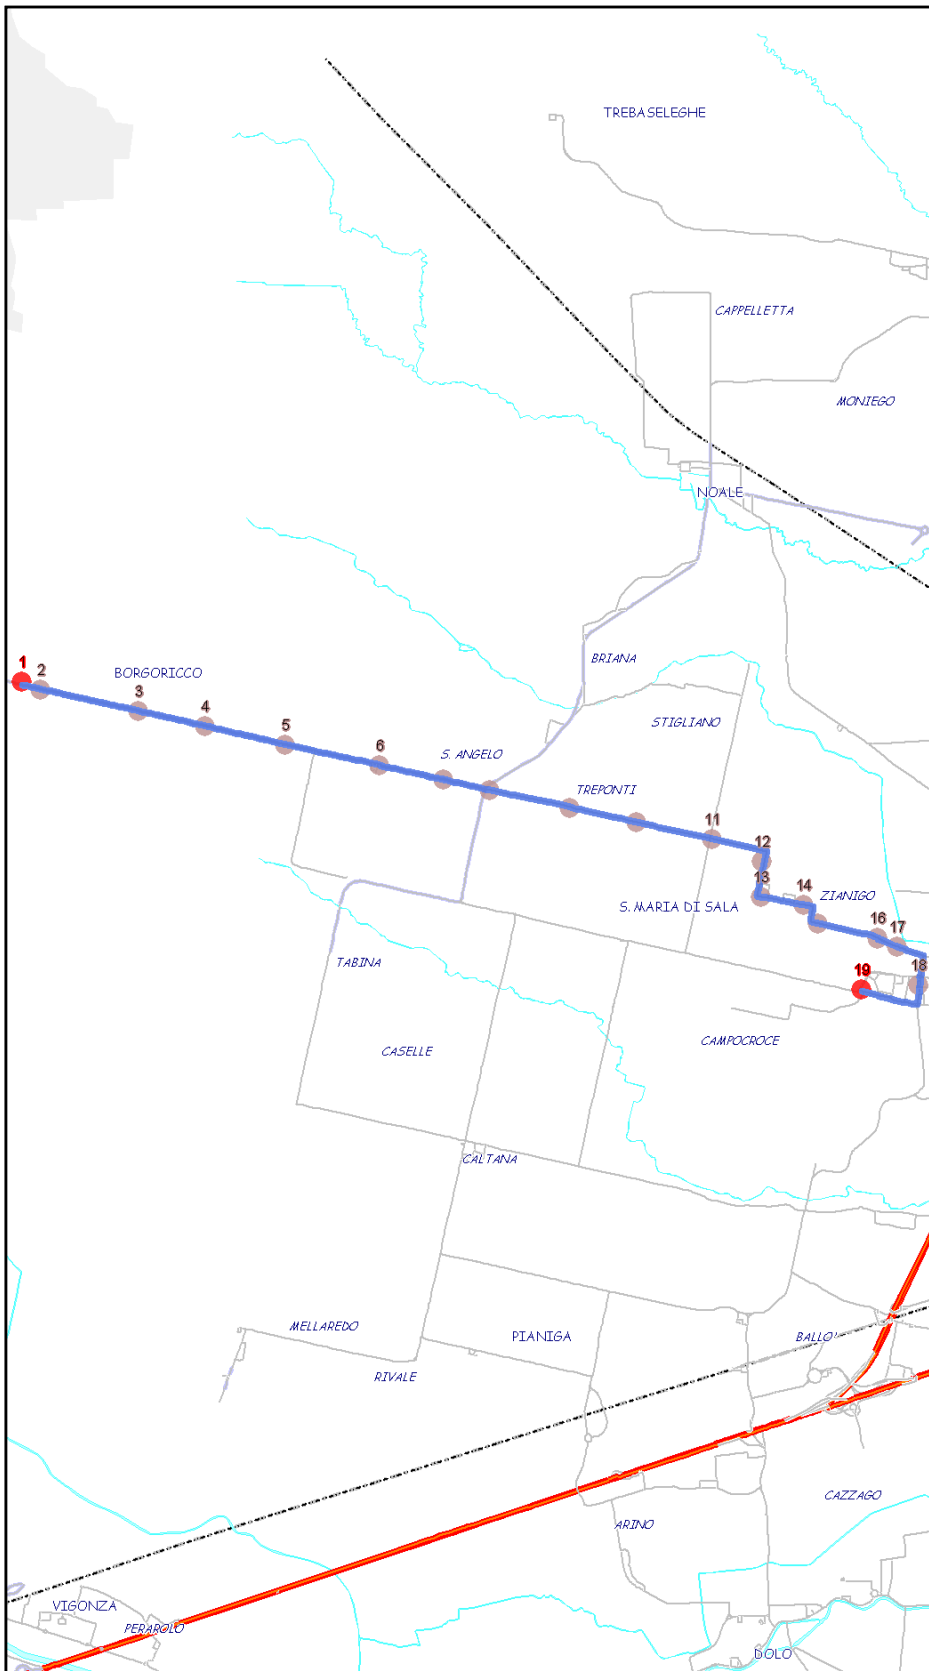 TREBASELEGHE
CAPPELLETTA
MONIEGO
NOALE
BRIANA
1
2
BORGORICCO
3
4
5
6
STIGLIANO
S. ANGELO
TREPONTI
11
12
13
14
ZIANIGO
S. MARIA DI SALA
16
17
TABINA
19
18
CAMPOCROCE
CASELLE
CALTANA
MELLAREDO
PIANIGA
BALLO'
RIVALE
CAZZAGO
ARINO
VIGONZA
PERAROLO
DOLO